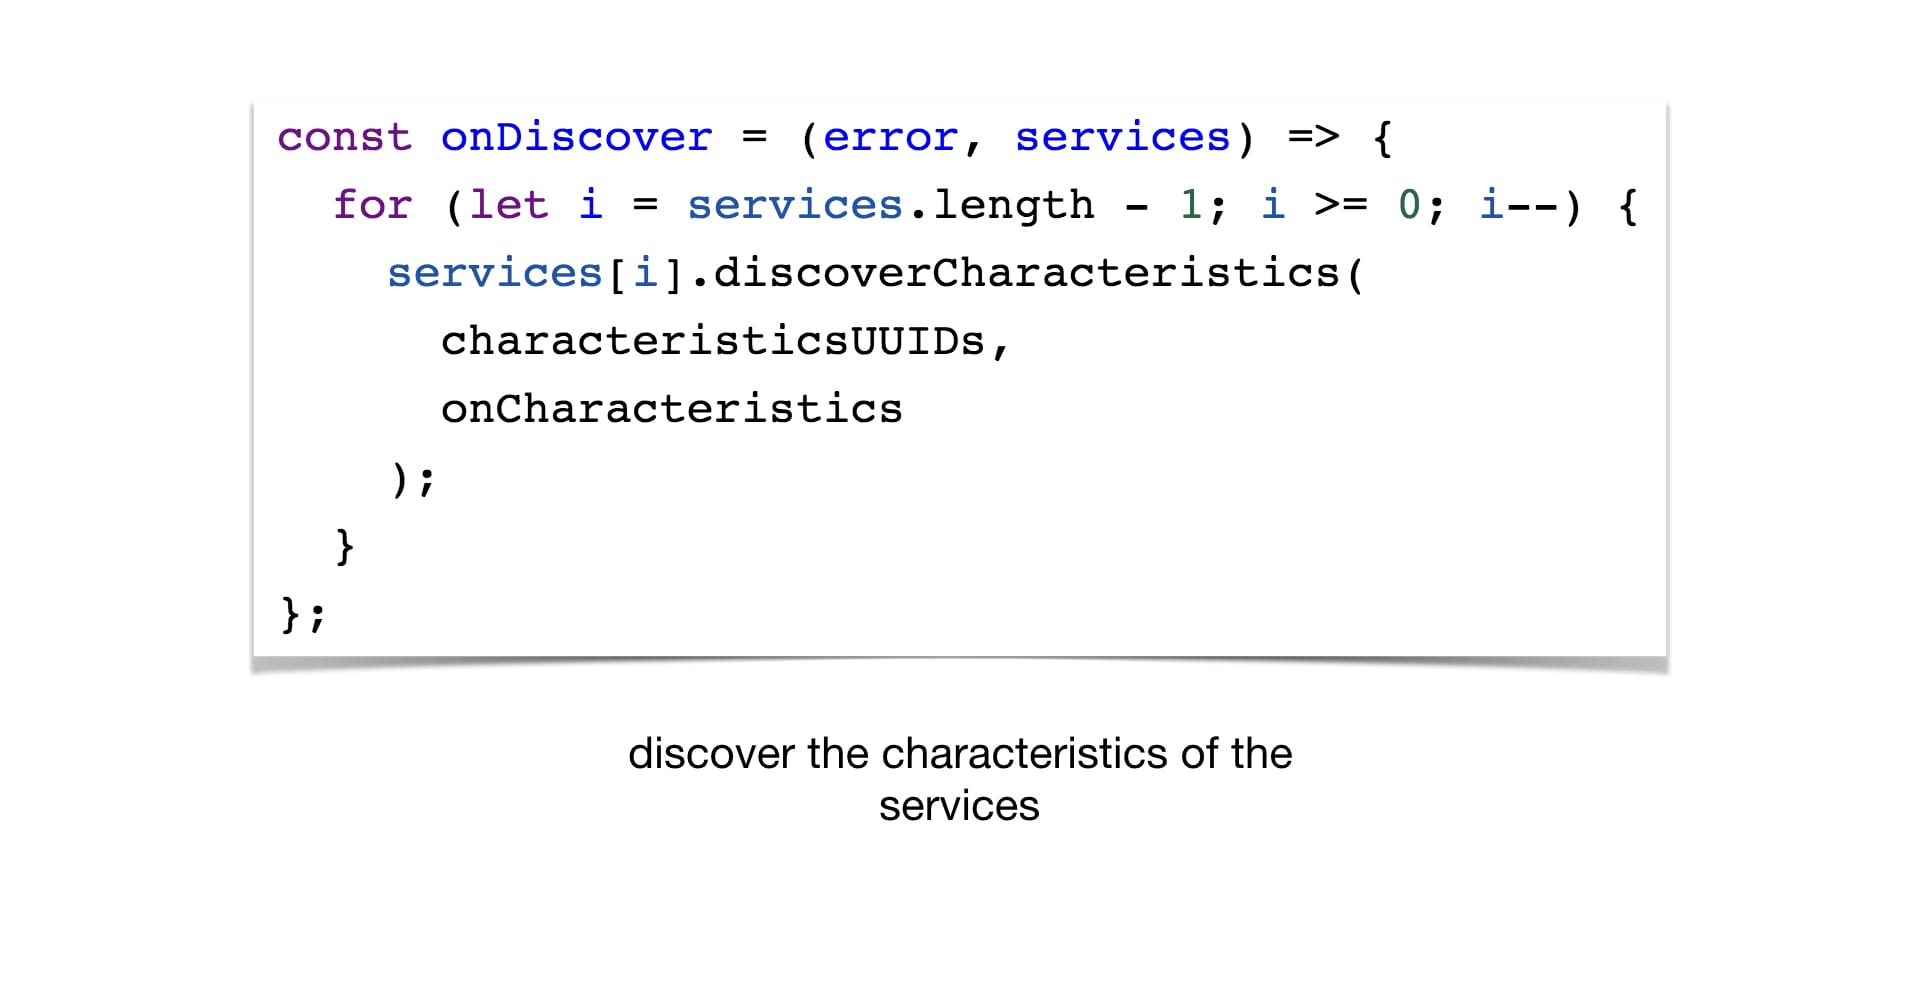 const onDiscover = (error, services) => {
  for (let i = services.length - 1; i >= 0; i--) {
    services[i].discoverCharacteristics(
      characteristicsUUIDs,
      onCharacteristics
    );
  }
};
discover the characteristics of the
services